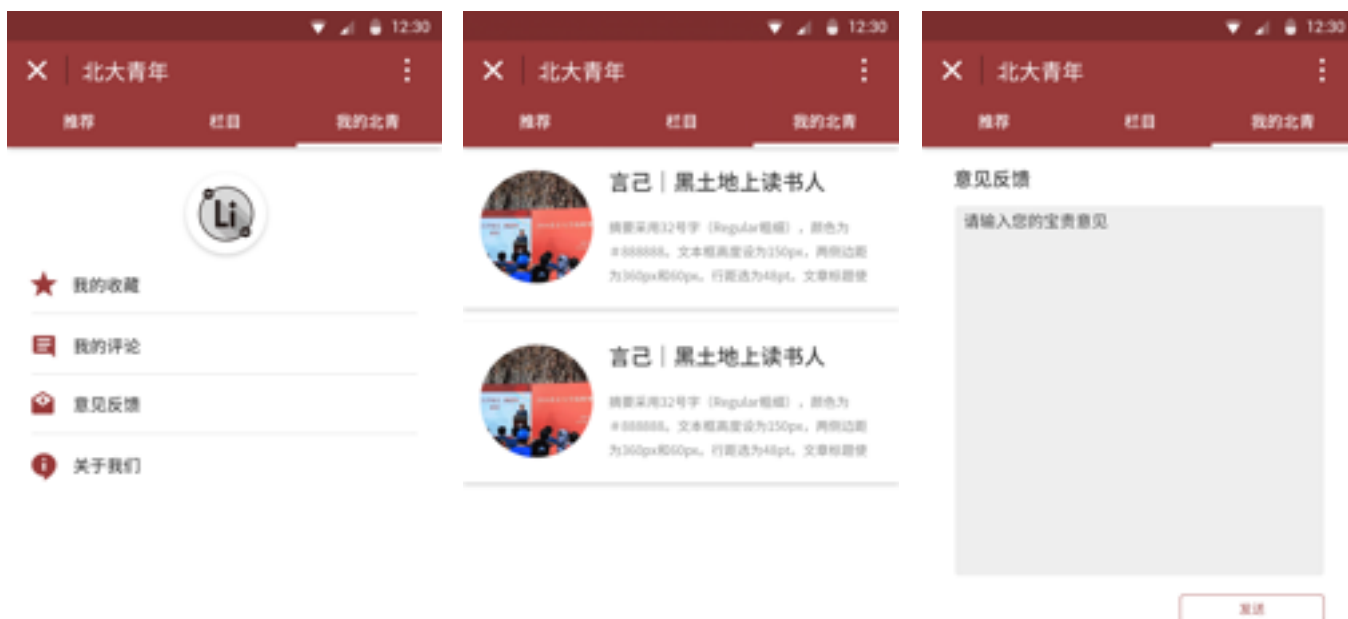 12:30
北大青年
推荐 栏目 我的北青
Li
我的收藏
我的评论
意见反馈
关于我们
12:30
北大青年
推荐 栏目 我的北青
言己｜黑土地上读书人
摘要采用32号字（Regular粗细），颜色为
#888888。文本框高度设为150px，两侧边距
为360px和60px。行距选为48pt。文章标题使
言己｜黑土地上读书人
摘要采用32号字（Regular粗细），颜色为
#888888。文本框高度设为150px，两侧边距
为360px和60px。行距选为48pt。文章标题使
12:30
北大青年
推荐 栏目 我的北青
意见反馈
请输入您的宝贵意见
发送